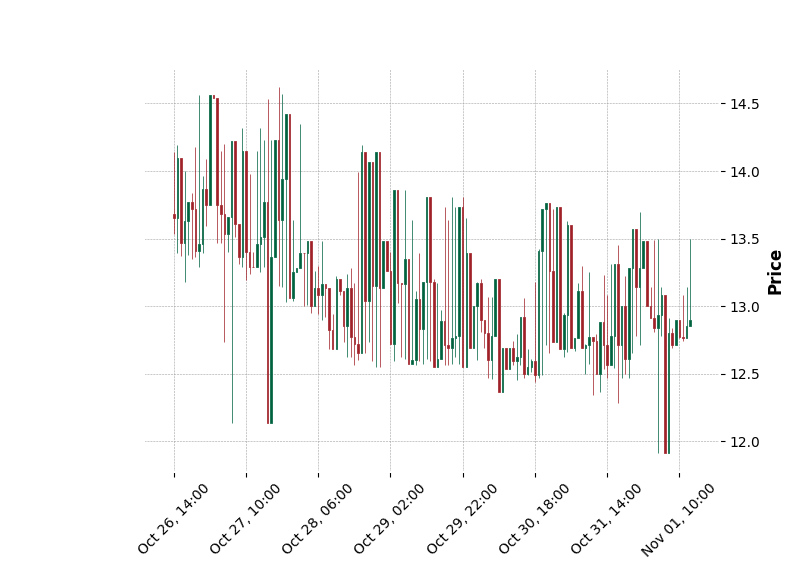 14.5
14.0
13.5
13.0
12.5
12.0
Price
Oct 26, 14:00
Oct 27, 10:00
Oct 28, 06:00
Oct 29, 02:00
Oct 29, 22:00
Oct 30, 18:00
Oct 31, 14:00
Nov 01, 10:00